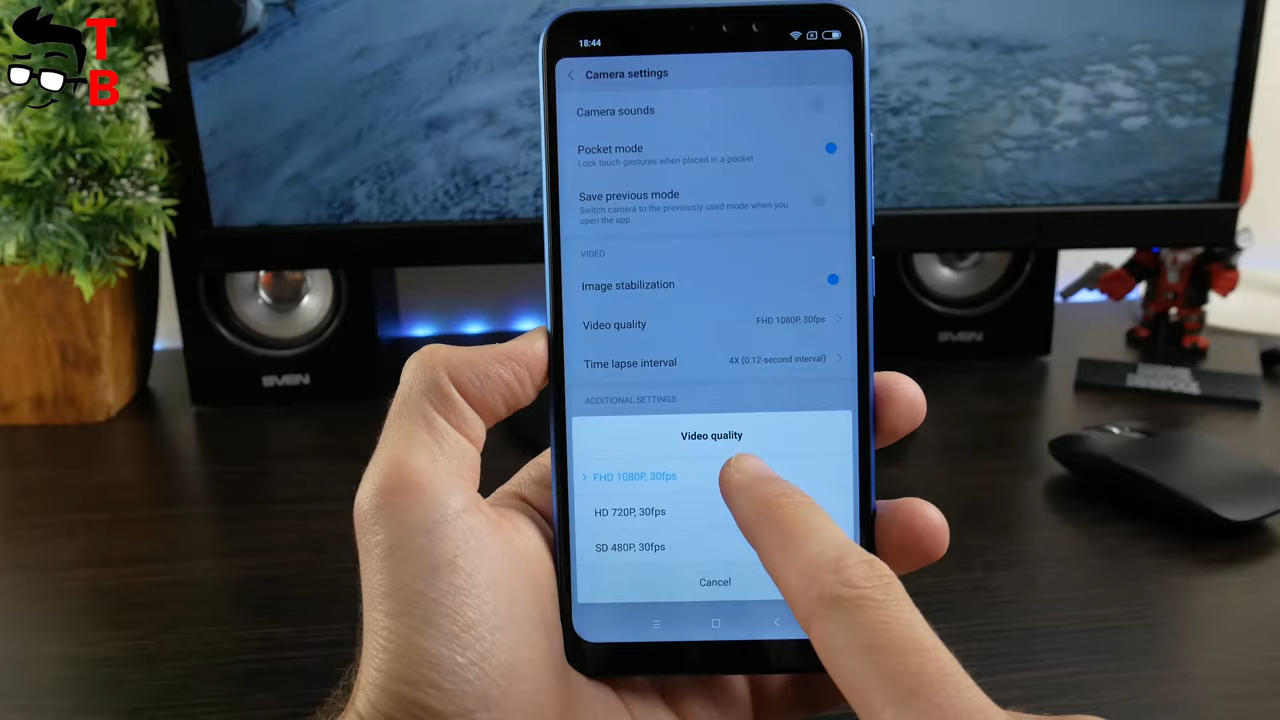 T
B
18:44
Camera settings
Camera sounds
Pocket mode
Lock touch gestures when placed in a pocket
Save previous mode
Switch camera to the previously used mode when you
open the app.
VIDEO
Image stabilization
Video quality FHD 1080P, 30fps
Time lapse interval 4X (0.12-second interval)
ADDITIONAL SETTINGS
Video quality
FHD 1080P, 30fps
HD 720P, 30fps
SD 480P, 30fps
Cancel
SVEN
SVEN